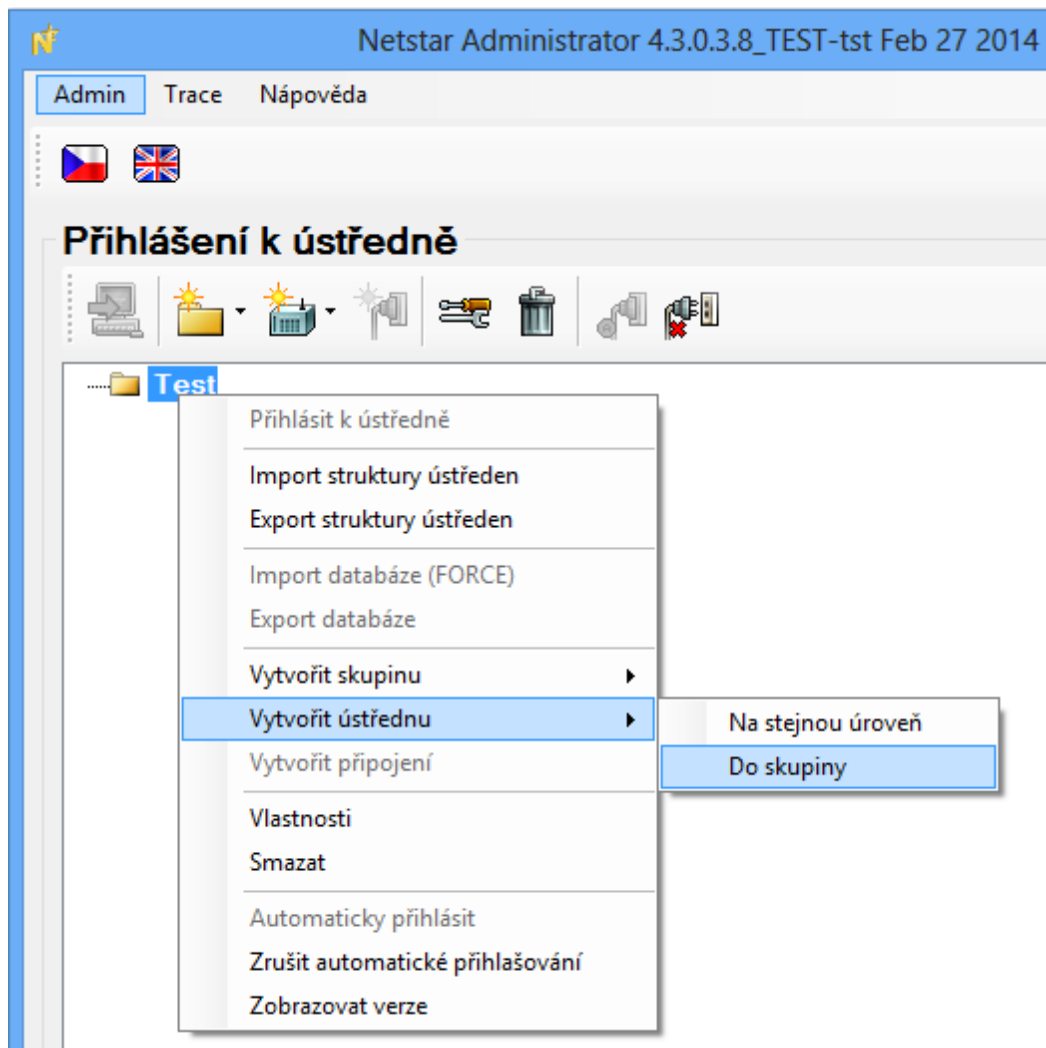 Netstar Administrator 4.3.0.3.8_TEST-tst Feb 27 2014
Admin Trace Nápověda
Přihlášení k ústředně
Test
Přihlásit k ústředně
Import struktury ústředen
Export struktury ústředen
Import databáze (FORCE)
Export databáze
Vytvořit skupinu
Vytvořit ústřednu
Na stejnou úroveň
Vytvořit připojení
Do skupiny
Vlastnosti
Smazat
Automaticky přihlásit
Zrušit automatické přihlašování
Zobrazovat verze